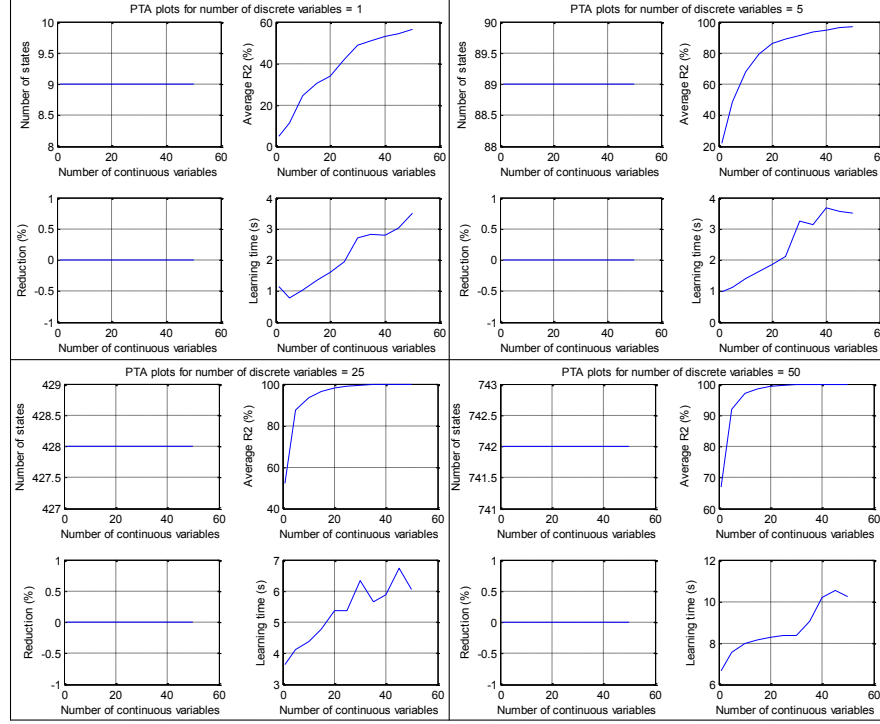 PTA plots for number of discrete variables = 1
Number of states
10
9.5
9
8.5
8
0 20 40 60
Number of continuous variables
Average R2 (%)
60
40
20
0
0 20 40 60
Number of continuous variables
Reduction (%)
1
0.5
0
-0.5
-1
0 20 40 60
Number of continuous variables
Learning time (s)
4
3
2
1
0
0 20 40 60
Number of continuous variables
PTA plots for number of discrete variables = 5
Number of states
90
89.5
89
88.5
88
0 20 40 60
Number of continuous variables
Average R2 (%)
100
80
60
40
20
0 20 40 60
Number of continuous variables
Reduction (%)
1
0.5
0
-0.5
-1
0 20 40 60
Number of continuous variables
Learning time (s)
4
3
2
1
0
0 20 40 60
Number of continuous variables
PTA plots for number of discrete variables = 25
Number of states
429
428.5
428
427.5
427
0 20 40 60
Number of continuous variables
Average R2 (%)
100
80
60
40
0 20 40 60
Number of continuous variables
Reduction (%)
1
0.5
0
-0.5
-1
0 20 40 60
Number of continuous variables
Learning time (s)
7
6
5
4
3
0 20 40 60
Number of continuous variables
PTA plots for number of discrete variables = 50
Number of states
743
742.5
742
741.5
741
0 20 40 60
Number of continuous variables
Average R2 (%)
100
90
80
70
60
0 20 40 60
Number of continuous variables
Reduction (%)
1
0.5
0
-0.5
-1
0 20 40 60
Number of continuous variables
Learning time (s)
12
10
8
6
0 20 40 60
Number of continuous variables